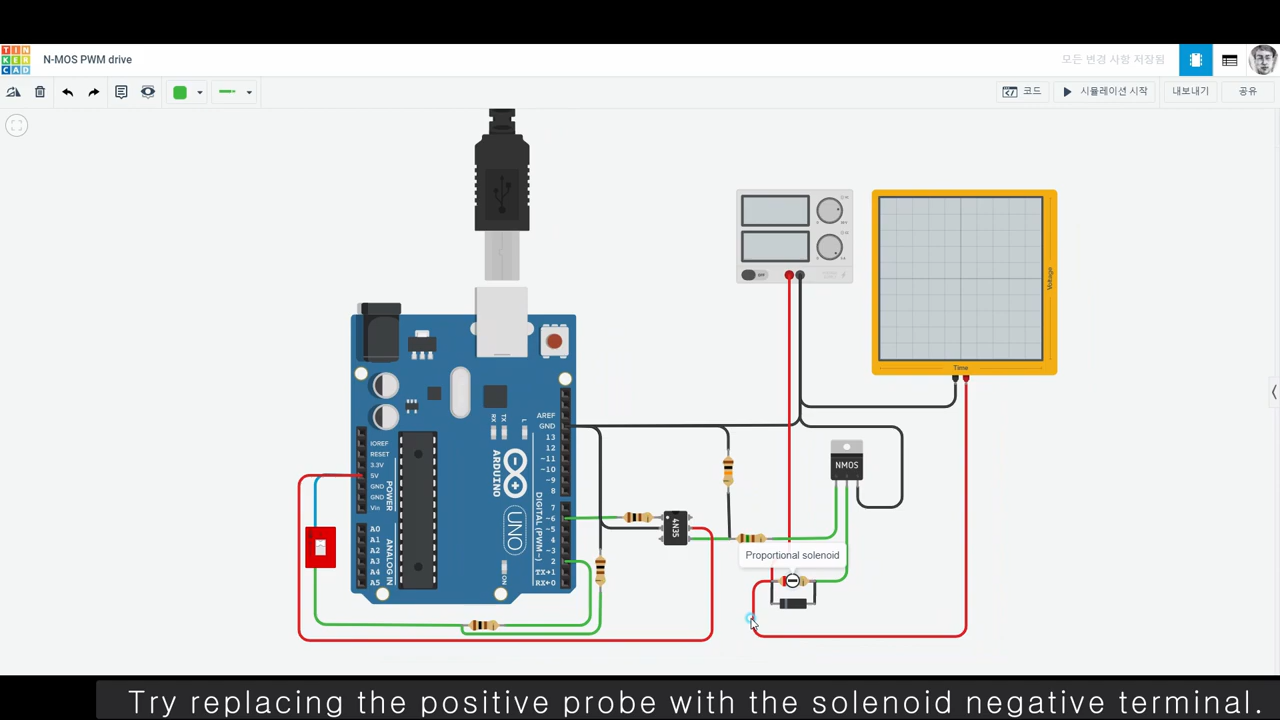 TIN
KER
CAD
N-MOS PWM drive
모든 변경 사항 저장됨
코드
시뮬레이션 시작
내보내기
공유
OFF
Voltage
Time
RX
TX
L
AREF
GND
13
12
~11
~10
~9
8
7
~6
~5
4
~3
2
TX→1
RX←0
DIGITAL (PWM~)
ARDUINO
UNO
ON
IOREF
RESET
3.3V
5V
GND
GND
Vin
POWER
A0
A1
A2
A3
A4
A5
ANALOG IN
4N35
NMOS
Proportional solenoid
Try replacing the positive probe with the solenoid negative terminal.